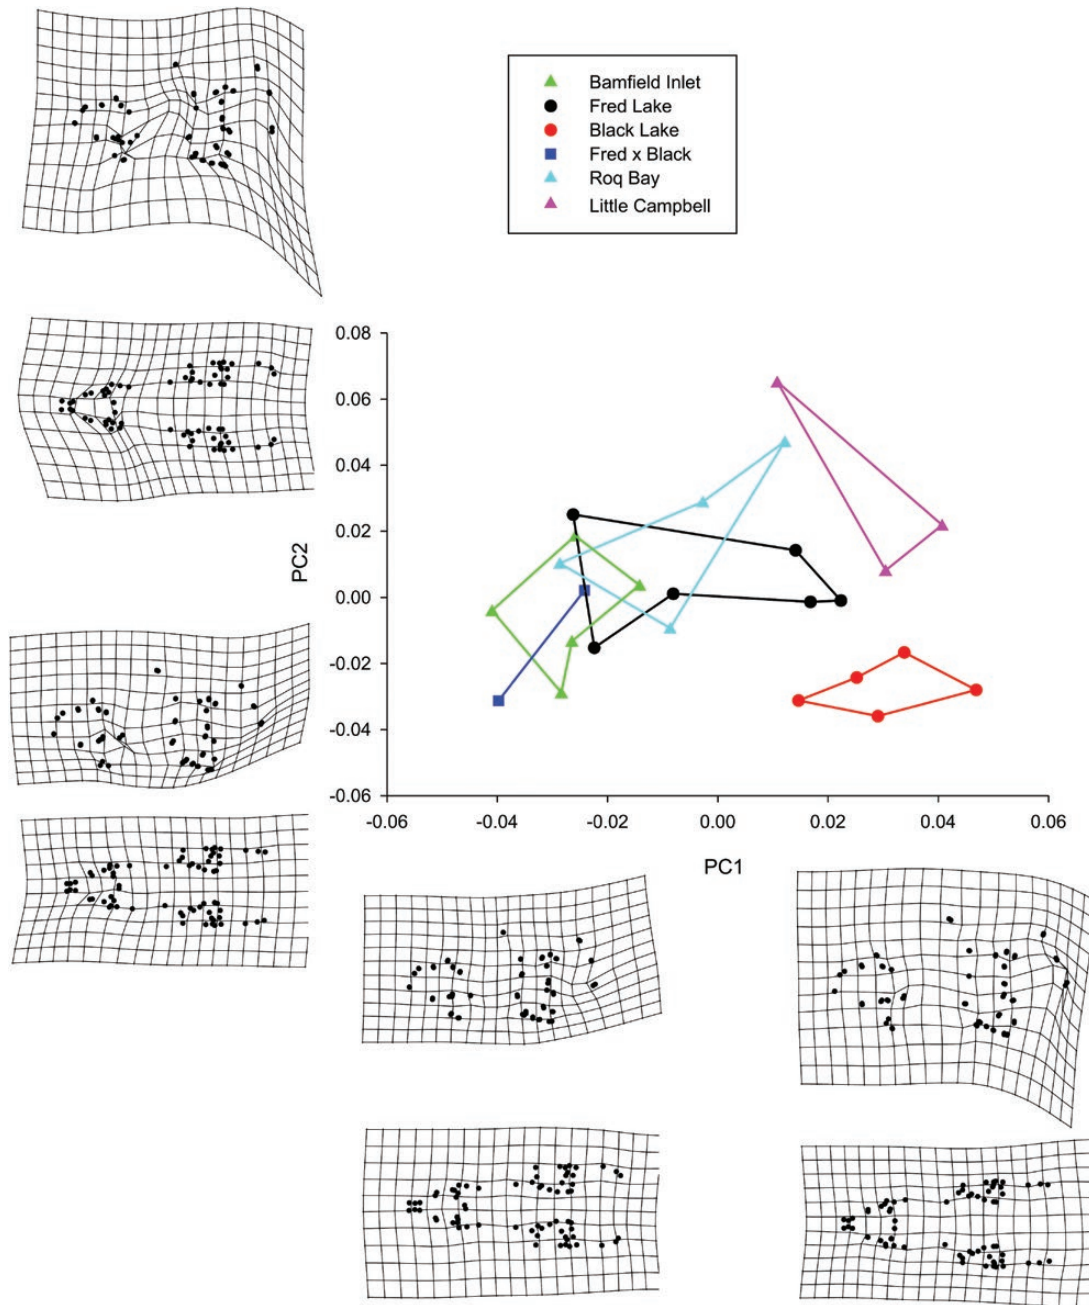 Bamfield Inlet
Fred Lake
Black Lake
Fred x Black
Roq Bay
Little Campbell
0.08
0.06
0.04
0.02
0.00
-0.02
-0.04
-0.06
PC2
-0.06 -0.04 -0.02 0.00 0.02 0.04 0.06
PC1